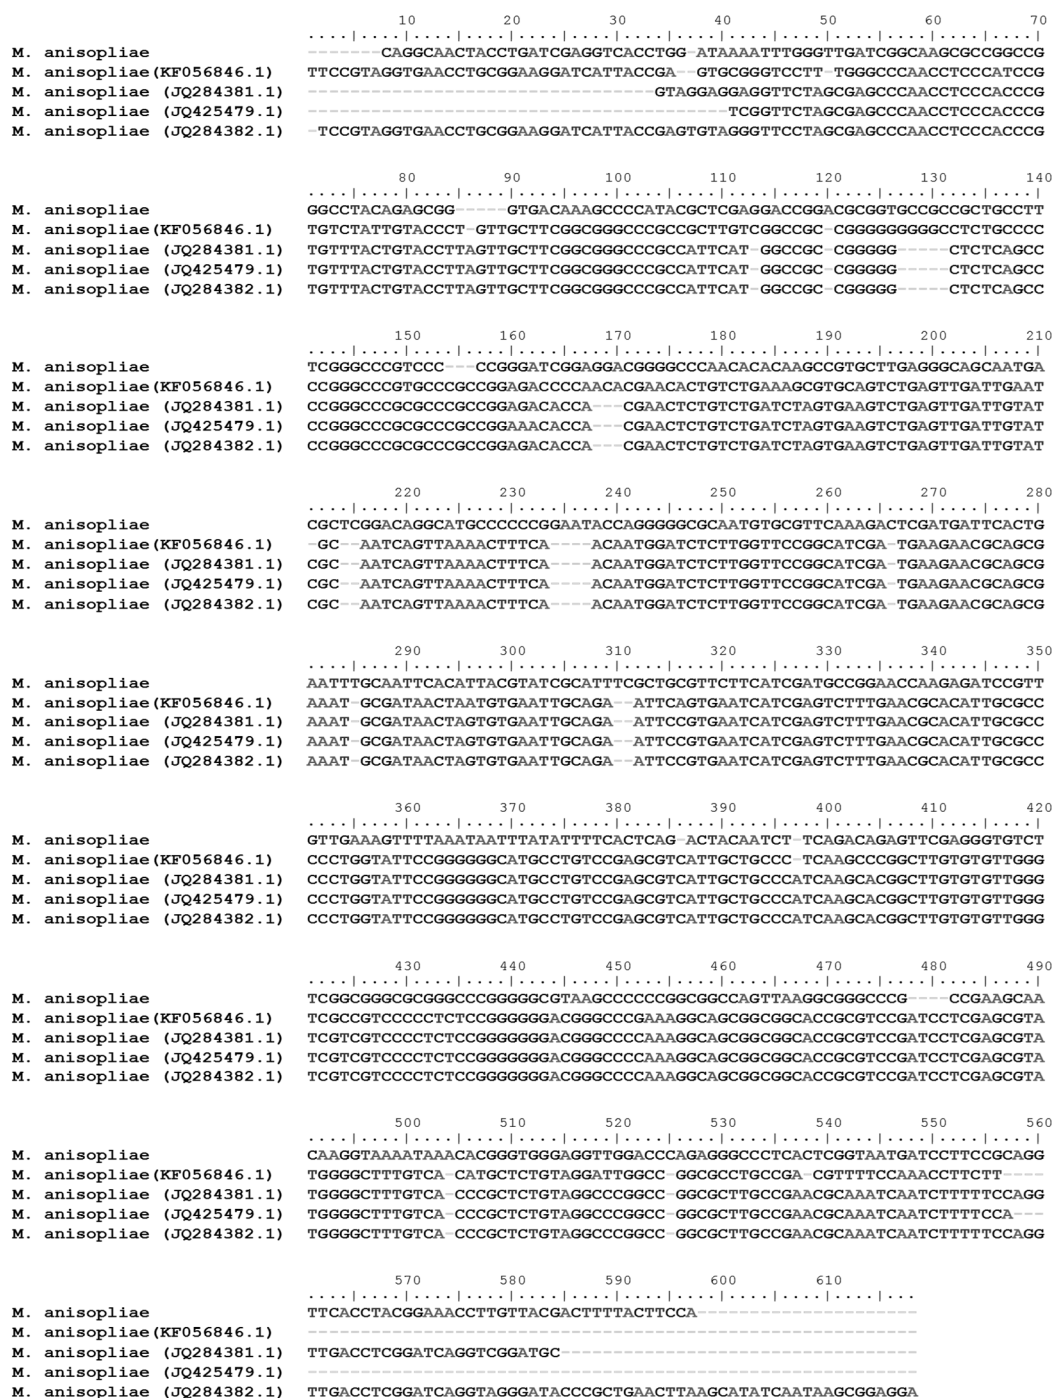 10 20 30 40 50 60 70
....|....|....|....|....|....|....|....|....|....|....|....|....|....|
M. anisopliae -------CAGGCAACTACCTGATCGAGGTCACCTGG-ATAAAATTTGGGTTGATCGGCAAGCGCCGGCCG
M. anisopliae(KF056846.1) TTCCGTAGGTGAACCTGCGGAAGGATCATTACCGA--GTGCGGGTCCTT-TGGGCCCAACCTCCCATCCG
M. anisopliae (JQ284381.1) ---------------------------------GTAGGAGGAGGTTCTAGCGAGCCCAACCTCCCACCCG
M. anisopliae (JQ425479.1) ----------------------------------------TCGGTTCTAGCGAGCCCAACCTCCCACCCG
M. anisopliae (JQ284382.1) -TCCGTAGGTGAACCTGCGGAAGGATCATTACCGAGTGTAGGGTTCCTAGCGAGCCCAACCTCCCACCCG
80 90 100 110 120 130 140
....|....|....|....|....|....|....|....|....|....|....|....|....|....|
M. anisopliae GGCCTACAGAGCGG-----GTGACAAAGCCCCATACGCTCGAGGACCGGACGCGGTGCCGCCGCTGCCTT
M. anisopliae(KF056846.1) TGTCTATTGTACCCT-GTTGCTTCGGCGGGCCCGCCGCTTGTCGGCCGC-CGGGGGGGGGCCTCTGCCCC
M. anisopliae (JQ284381.1) TGTTTACTGTACCTTAGTTGCTTCGGCGGGCCCGCCATTCAT-GGCCGC-CGGGGG-----CTCTCAGCC
M. anisopliae (JQ425479.1) TGTTTACTGTACCTTAGTTGCTTCGGCGGGCCCGCCATTCAT-GGCCGC-CGGGGG-----CTCTCAGCC
M. anisopliae (JQ284382.1) TGTTTACTGTACCTTAGTTGCTTCGGCGGGCCCGCCATTCAT-GGCCGC-CGGGGG-----CTCTCAGCC
150 160 170 180 190 200 210
....|....|....|....|....|....|....|....|....|....|....|....|....|....|
M. anisopliae TCGGGCCCGTCCC---CCGGGATCGGAGGACGGGGCCCAACACACAAGCCGTGCTTGAGGGCAGCAATGA
M. anisopliae(KF056846.1) CCGGGCCCGTGCCCGCCGGAGACCCCAACACGAACACTGTCTGAAAGCGTGCAGTCTGAGTTGATTGAAT
M. anisopliae (JQ284381.1) CCGGGCCCGCGCCCGCCGGAGACACCA---CGAACTCTGTCTGATCTAGTGAAGTCTGAGTTGATTGTAT
M. anisopliae (JQ425479.1) CCGGGCCCGCGCCCGCCGGAAACACCA---CGAACTCTGTCTGATCTAGTGAAGTCTGAGTTGATTGTAT
M. anisopliae (JQ284382.1) CCGGGCCCGCGCCCGCCGGAGACACCA---CGAACTCTGTCTGATCTAGTGAAGTCTGAGTTGATTGTAT
220 230 240 250 260 270 280
....|....|....|....|....|....|....|....|....|....|....|....|....|....|
M. anisopliae CGCTCGGACAGGCATGCCCCCCGGAATACCAGGGGGCGCAATGTGCGTTCAAAGACTCGATGATTCACTG
M. anisopliae(KF056846.1) -GC--AATCAGTTAAAACTTTCA----ACAATGGATCTCTTGGTTCCGGCATCGA-TGAAGAACGCAGCG
M. anisopliae (JQ284381.1) CGC--AATCAGTTAAAACTTTCA----ACAATGGATCTCTTGGTTCCGGCATCGA-TGAAGAACGCAGCG
M. anisopliae (JQ425479.1) CGC--AATCAGTTAAAACTTTCA----ACAATGGATCTCTTGGTTCCGGCATCGA-TGAAGAACGCAGCG
M. anisopliae (JQ284382.1) CGC--AATCAGTTAAAACTTTCA----ACAATGGATCTCTTGGTTCCGGCATCGA-TGAAGAACGCAGCG
290 300 310 320 330 340 350
....|....|....|....|....|....|....|....|....|....|....|....|....|....|
M. anisopliae AATTTGCAATTCACATTACGTATCGCATTTCGCTGCGTTCTTCATCGATGCCGGAACCAAGAGATCCGTT
M. anisopliae(KF056846.1) AAAT-GCGATAACTAATGTGAATTGCAGA--ATTCAGTGAATCATCGAGTCTTTGAACGCACATTGCGCC
M. anisopliae (JQ284381.1) AAAT-GCGATAACTAGTGTGAATTGCAGA--ATTCCGTGAATCATCGAGTCTTTGAACGCACATTGCGCC
M. anisopliae (JQ425479.1) AAAT-GCGATAACTAGTGTGAATTGCAGA--ATTCCGTGAATCATCGAGTCTTTGAACGCACATTGCGCC
M. anisopliae (JQ284382.1) AAAT-GCGATAACTAGTGTGAATTGCAGA--ATTCCGTGAATCATCGAGTCTTTGAACGCACATTGCGCC
360 370 380 390 400 410 420
....|....|....|....|....|....|....|....|....|....|....|....|....|....|
M. anisopliae GTTGAAAGTTTTAAATAATTTATATTTTCACTCAG-ACTACAATCT-TCAGACAGAGTTCGAGGGTGTCT
M. anisopliae(KF056846.1) CCCTGGTATTCCGGGGGGCATGCCTGTCCGAGCGTCATTGCTGCCC-TCAAGCCCGGCTTGTGTGTTGGG
M. anisopliae (JQ284381.1) CCCTGGTATTCCGGGGGGCATGCCTGTCCGAGCGTCATTGCTGCCCATCAAGCACGGCTTGTGTGTTGGG
M. anisopliae (JQ425479.1) CCCTGGTATTCCGGGGGGCATGCCTGTCCGAGCGTCATTGCTGCCCATCAAGCACGGCTTGTGTGTTGGG
M. anisopliae (JQ284382.1) CCCTGGTATTCCGGGGGGCATGCCTGTCCGAGCGTCATTGCTGCCCATCAAGCACGGCTTGTGTGTTGGG
430 440 450 460 470 480 490
....|....|....|....|....|....|....|....|....|....|....|....|....|....|
M. anisopliae TCGGCGGGCGCGGGCCCGGGGGCGTAAGCCCCCCGGCGGCCAGTTAAGGCGGGCCCG----CCGAAGCAA
M. anisopliae(KF056846.1) TCGCCGTCCCCCTCTCCGGGGGGACGGGCCCGAAAGGCAGCGGCGGCACCGCGTCCGATCCTCGAGCGTA
M. anisopliae (JQ284381.1) TCGTCGTCCCCTCTCCGGGGGGGACGGGCCCCAAAGGCAGCGGCGGCACCGCGTCCGATCCTCGAGCGTA
M. anisopliae (JQ425479.1) TCGTCGTCCCCTCTCCGGGGGGGACGGGCCCCAAAGGCAGCGGCGGCACCGCGTCCGATCCTCGAGCGTA
M. anisopliae (JQ284382.1) TCGTCGTCCCCTCTCCGGGGGGGACGGGCCCCAAAGGCAGCGGCGGCACCGCGTCCGATCCTCGAGCGTA
500 510 520 530 540 550 560
....|....|....|....|....|....|....|....|....|....|....|....|....|....|
M. anisopliae CAAGGTAAAATAAACACGGGTGGGAGGTTGGACCCAGAGGGCCCTCACTCGGTAATGATCCTTCCGCAGG
M. anisopliae(KF056846.1) TGGGGCTTTGTCA-CATGCTCTGTAGGATTGGCC-GGCGCCTGCCGA-CGTTTTCCAACCTTCTT----
M. anisopliae (JQ284381.1) TGGGGCTTTGTCA-CCCGCTCTGTAGGCCCGGCC-GGCGCTTGCCGAACGCAAATCAATCTTTTTCCAGG
M. anisopliae (JQ425479.1) TGGGGCTTTGTCA-CCCGCTCTGTAGGCCCGGCC-GGCGCTTGCCGAACGCAAATCAATCTTTTCCA---
M. anisopliae (JQ284382.1) TGGGGCTTTGTCA-CCCGCTCTGTAGGCCCGGCC-GGCGCTTGCCGAACGCAAATCAATCTTTTTCCAGG
570 580 590 600 610
....|....|....|....|....|....|....|....|....|....|....|...
M. anisopliae TTCACCTACGGAAACCTTGTTACGACTTTTACTTCCA---------------------
M. anisopliae(KF056846.1) ----------------------------------------------------------
M. anisopliae (JQ284381.1) TTGACCTCGGATCAGGTCGGATGC----------------------------------
M. anisopliae (JQ425479.1) ----------------------------------------------------------
M. anisopliae (JQ284382.1) TTGACCTCGGATCAGGTAGGGATACCCGCTGAACTTAAGCATATCAATAAGCGGAGGA